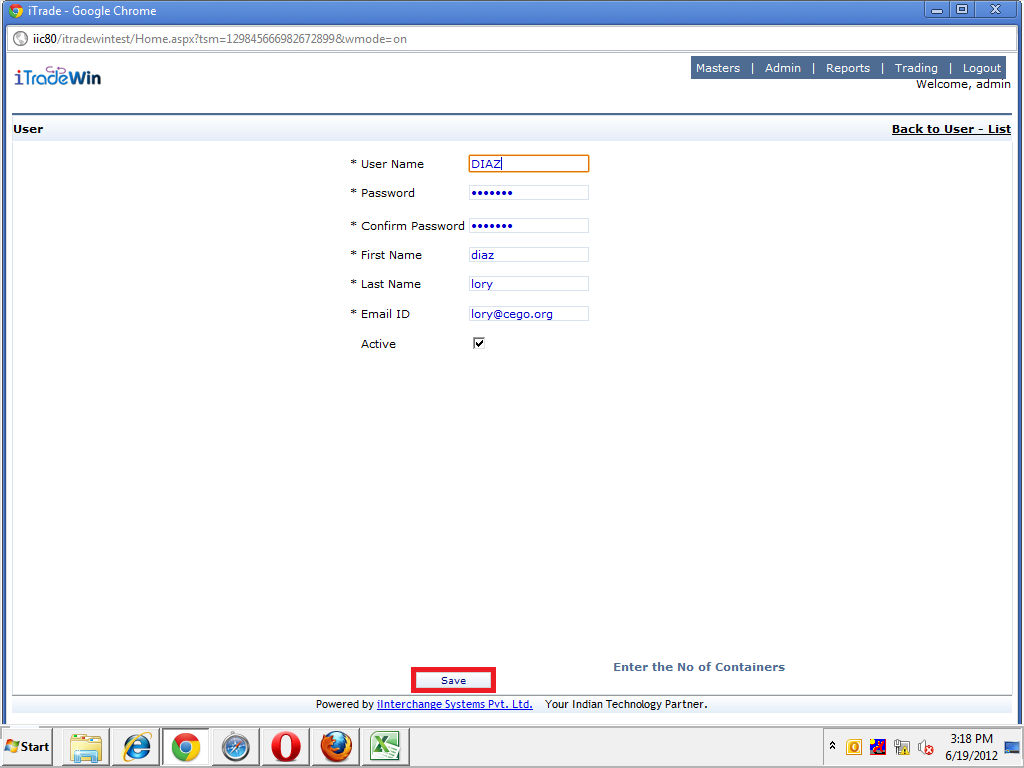 iTrade - Google Chrome
iic80/itradewintest/Home.aspx?tsm=129845666982672899&wmode=on
iTradeWin
Masters | Admin | Reports | Trading | Logout
Welcome, admin
User
Back to User - List
* User Name DIAZ
* Password •••••••
* Confirm Password •••••••
* First Name diaz
* Last Name lory
* Email ID lory@cego.org
Active
Enter the No of Containers
Save
Powered by iInterchange Systems Pvt. Ltd. Your Indian Technology Partner.
Start
3:18 PM
6/19/2012